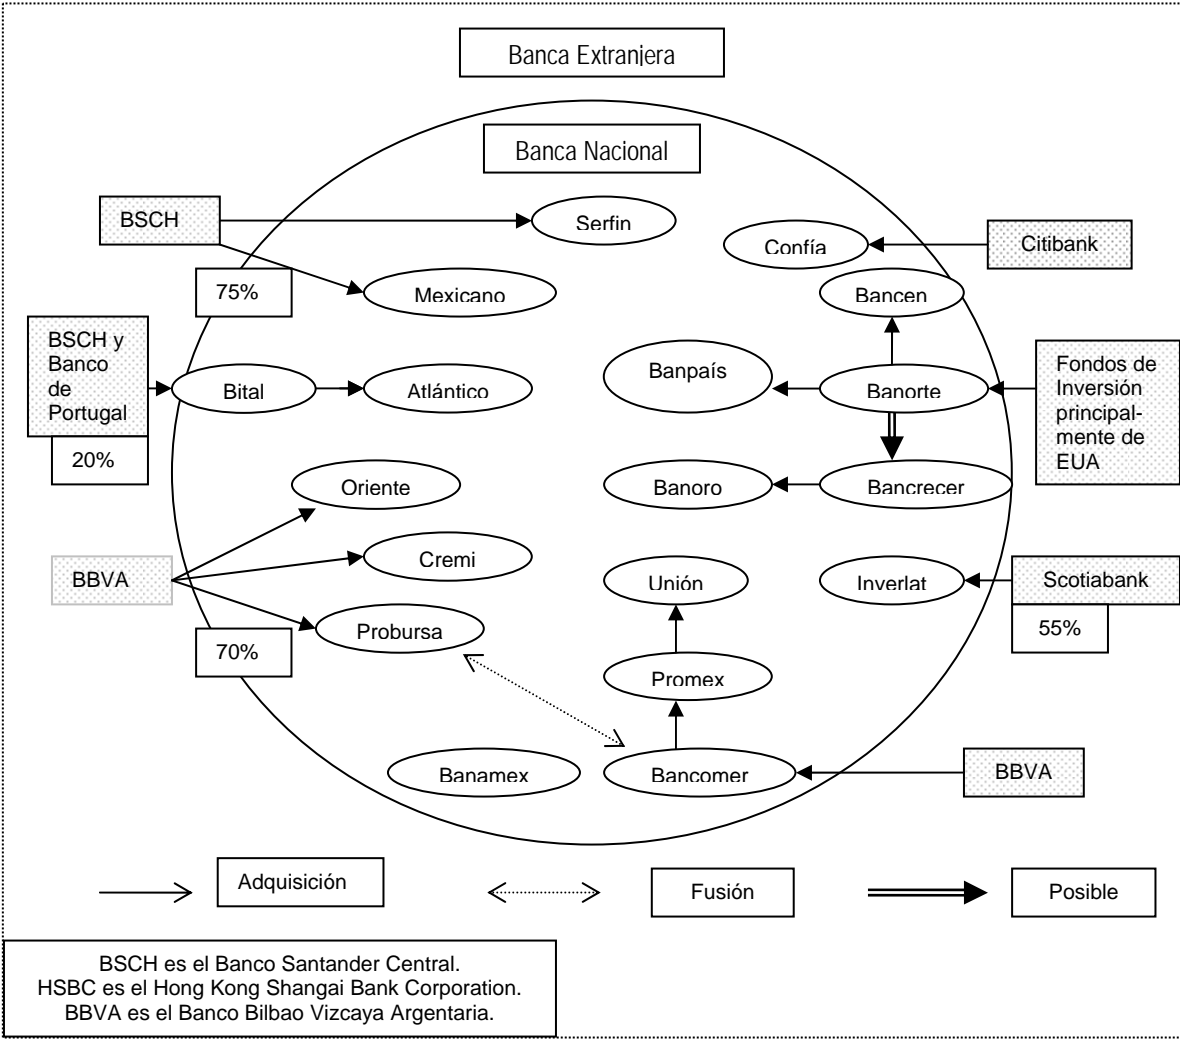 Banca Extranjera
Banca Nacional
BSCH
Serfin
Confía
Citibank
75%
Mexicano
Bancen
BSCH y
Banco
de
Portugal
20%
Bital
Atlántico
Banpaís
Banorte
Fondos de
Inversión
principal-
mente de
EUA
Oriente
Banoro
Bancrecer
BBVA
Cremi
Unión
Inverlat
Scotiabank
55%
Probursa
70%
Promex
Banamex
Bancomer
BBVA
Adquisición
Fusión
Posible
BSCH es el Banco Santander Central.
HSBC es el Hong Kong Shangai Bank Corporation.
BBVA es el Banco Bilbao Vizcaya Argentaria.